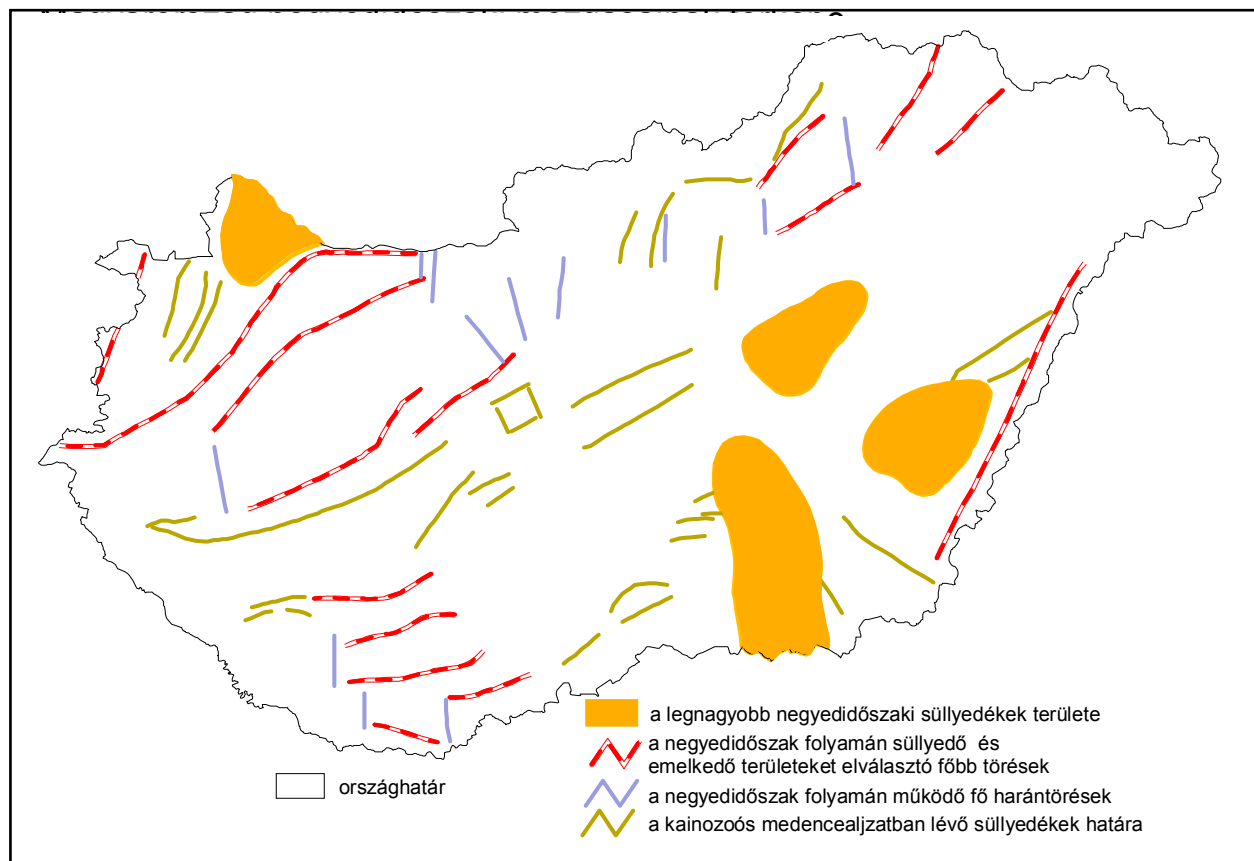 a legnagyobb negyedidőszaki süllyedékek területe
a negyedidőszak folyamán süllyedő és
emelkedő területeket elválasztó főbb törések
országhatár
a negyedidőszak folyamán működő fő harántörések
a kainozoós medencealjzatban lévő süllyedékek határa